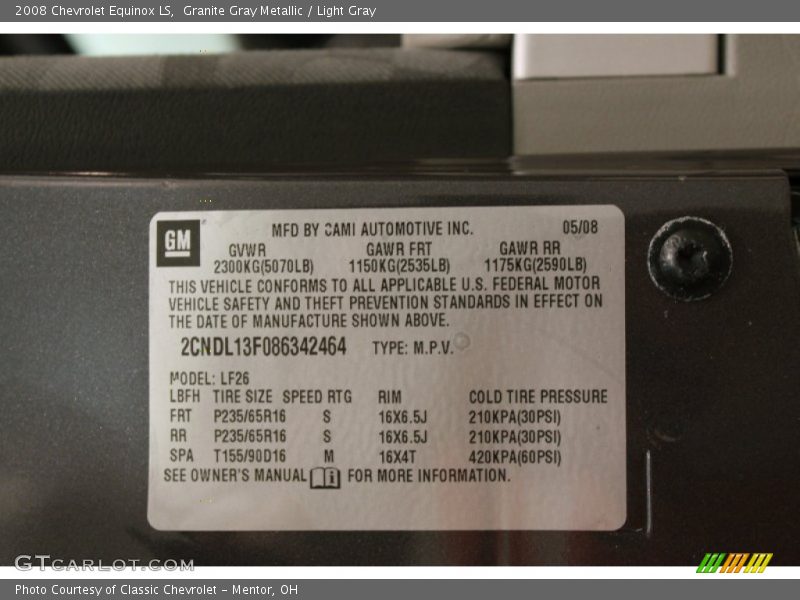 2008 Chevrolet Equinox LS, Granite Gray Metallic / Light Gray
GM
MFD BY CAMI AUTOMOTIVE INC. 05/08
GVWR GAWR FRT GAWR RR
2300KG(5070LB) 1150KG(2535LB) 1175KG(2590LB)
THIS VEHICLE CONFORMS TO ALL APPLICABLE U.S. FEDERAL MOTOR
VEHICLE SAFETY AND THEFT PREVENTION STANDARDS IN EFFECT ON
THE DATE OF MANUFACTURE SHOWN ABOVE.
2CNDL13F086342464 TYPE: M.P.V.
MODEL: LF26
LBFH TIRE SIZE SPEED RTG RIM COLD TIRE PRESSURE
FRT P235/65R16 S 16X6.5J 210KPA(30PSI)
RR P235/65R16 S 16X6.5J 210KPA(30PSI)
SPA T155/90D16 M 16X4T 420KPA(60PSI)
SEE OWNER'S MANUAL i FOR MORE INFORMATION.
GTCARLOT.COM
Photo Courtesy of Classic Chevrolet - Mentor, OH